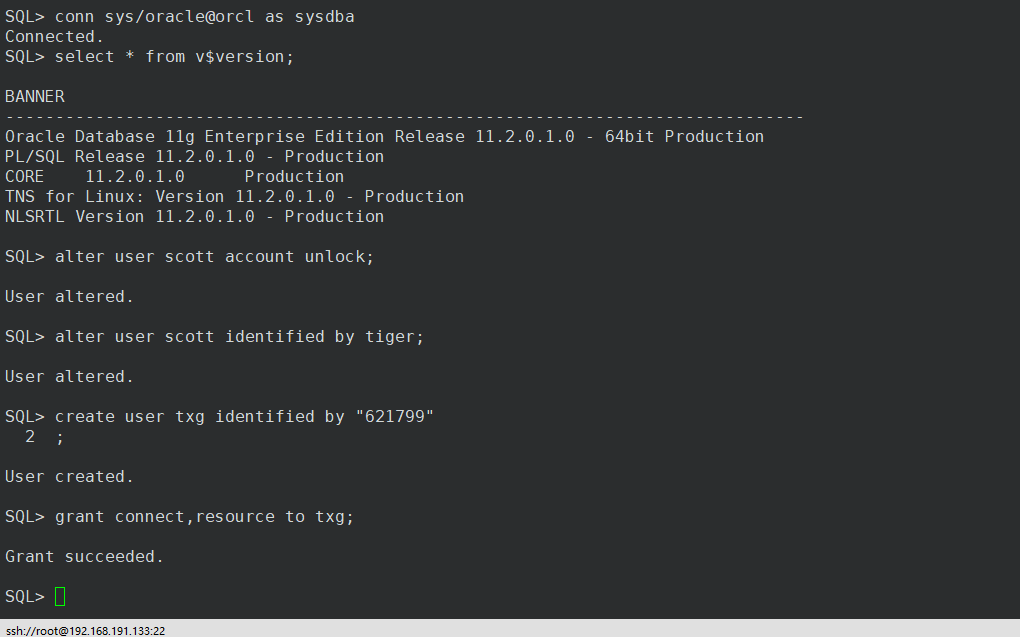 SQL> conn sys/oracle@orcl as sysdba
Connected.
SQL> select * from v$version;
BANNER
--------------------------------------------------------------------------------
Oracle Database 11g Enterprise Edition Release 11.2.0.1.0 - 64bit Production
PL/SQL Release 11.2.0.1.0 - Production
CORE    11.2.0.1.0      Production
TNS for Linux: Version 11.2.0.1.0 - Production
NLSRTL Version 11.2.0.1.0 - Production
SQL> alter user scott account unlock;
User altered.
SQL> alter user scott identified by tiger;
User altered.
SQL> create user txg identified by "621799"
  2  ;
User created.
SQL> grant connect,resource to txg;
Grant succeeded.
SQL>
ssh://root@192.168.191.133:22